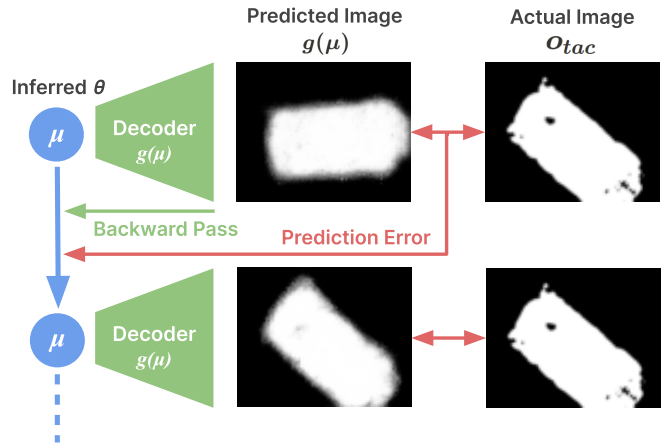 Predicted Image
g(μ)
Actual Image
o_tac
Inferred θ
μ
Decoder
g(μ)
Backward Pass
Prediction Error
μ
Decoder
g(μ)